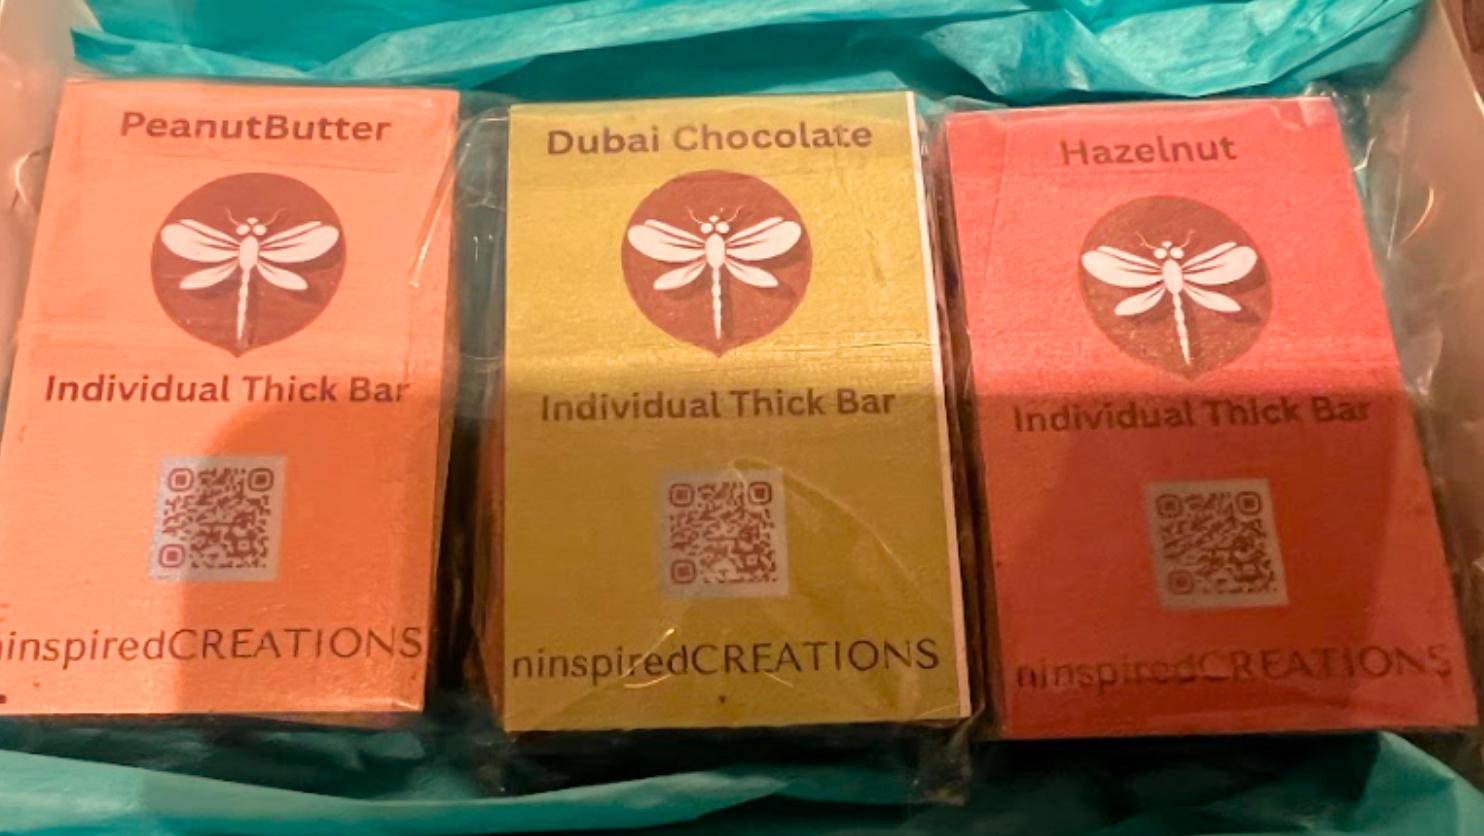 PeanutButter
Individual Thick Bar
ninspiredCREATIONS
Dubai Chocolate
Individual Thick Bar
ninspiredCREATIONS
Hazelnut
Individual Thick Bar
ninspiredCREATIONS